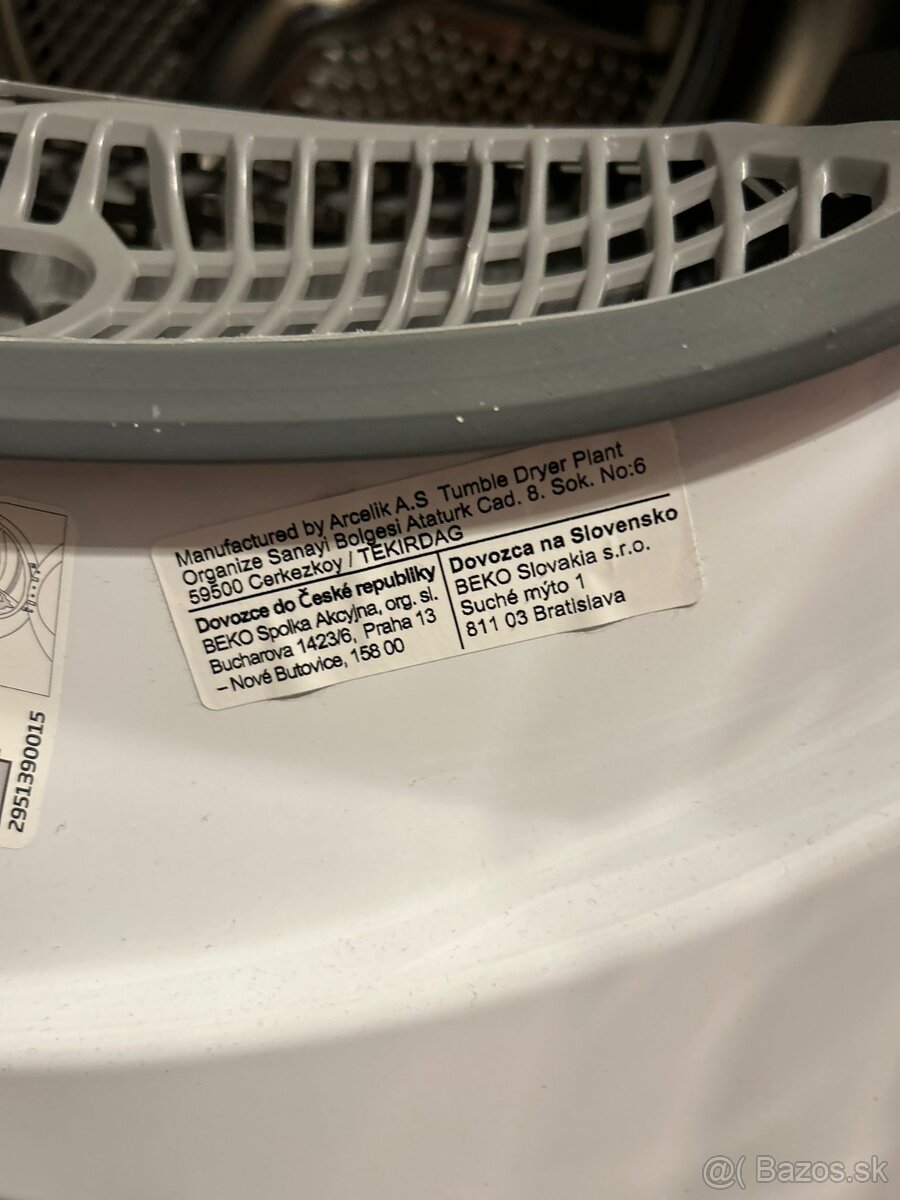 Manufactured by Arcelik A.S Tumble Dryer Plant
Organize Sanayi Bolgesi Ataturk Cad. 8. Sok. No:6
59500 Cerkezkoy / TEKIRDAG
Dovozce do České republiky
BEKO Spolka Akcyjna, org. sl.
Bucharova 1423/6, Praha 13
– Nové Butovice, 158 00
Dovozca na Slovensko
BEKO Slovakia s.r.o.
Suché mýto 1
811 03 Bratislava
2951390015
@( Bazos.sk